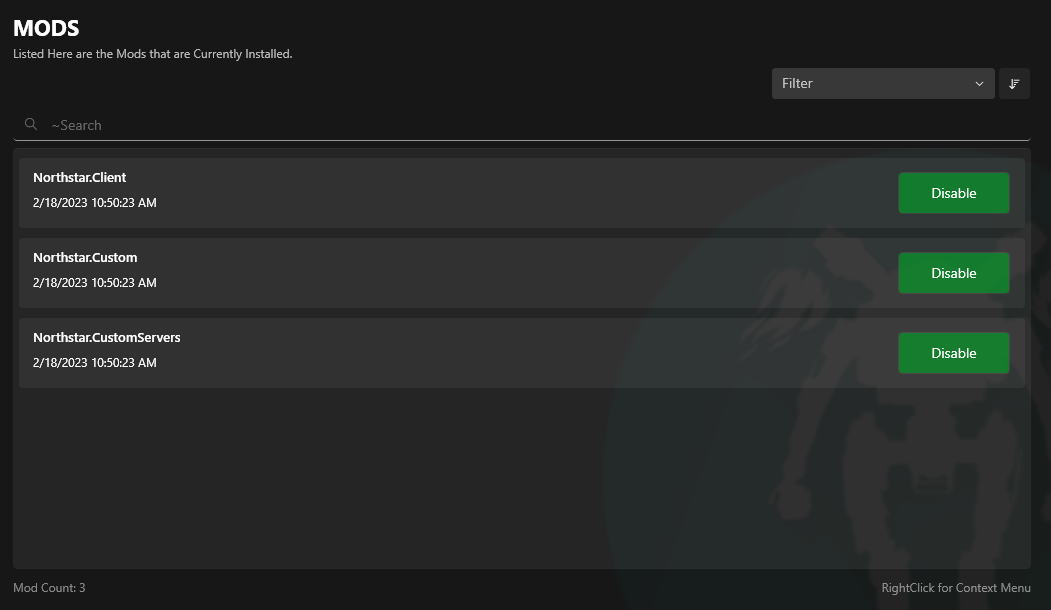 MODS
Listed Here are the Mods that are Currently Installed.
Filter
~Search
Northstar.Client
2/18/2023 10:50:23 AM
Disable
Northstar.Custom
2/18/2023 10:50:23 AM
Disable
Northstar.CustomServers
2/18/2023 10:50:23 AM
Disable
Mod Count: 3
RightClick for Context Menu